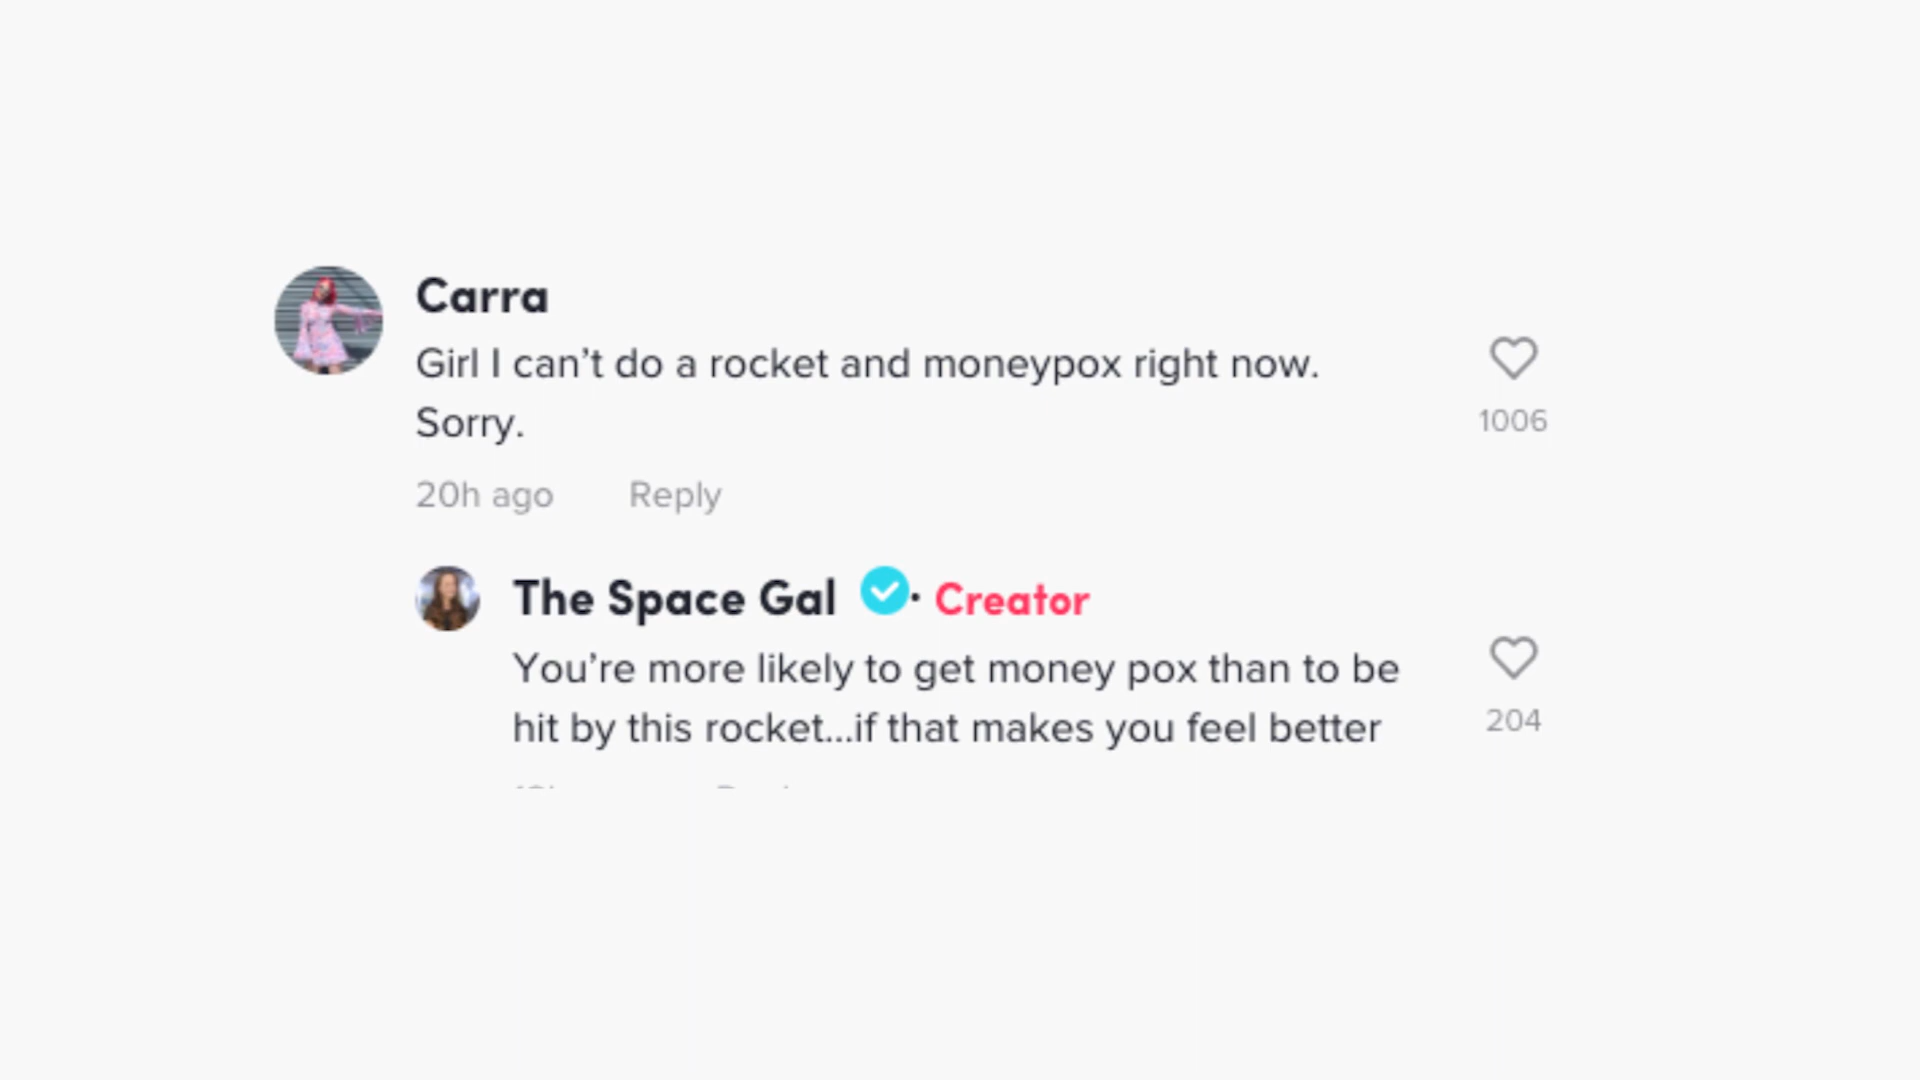 Carra
Girl I can't do a rocket and moneypox right now.
Sorry.
1006
20h ago Reply
The Space Gal · Creator
You're more likely to get money pox than to be
hit by this rocket...if that makes you feel better
204